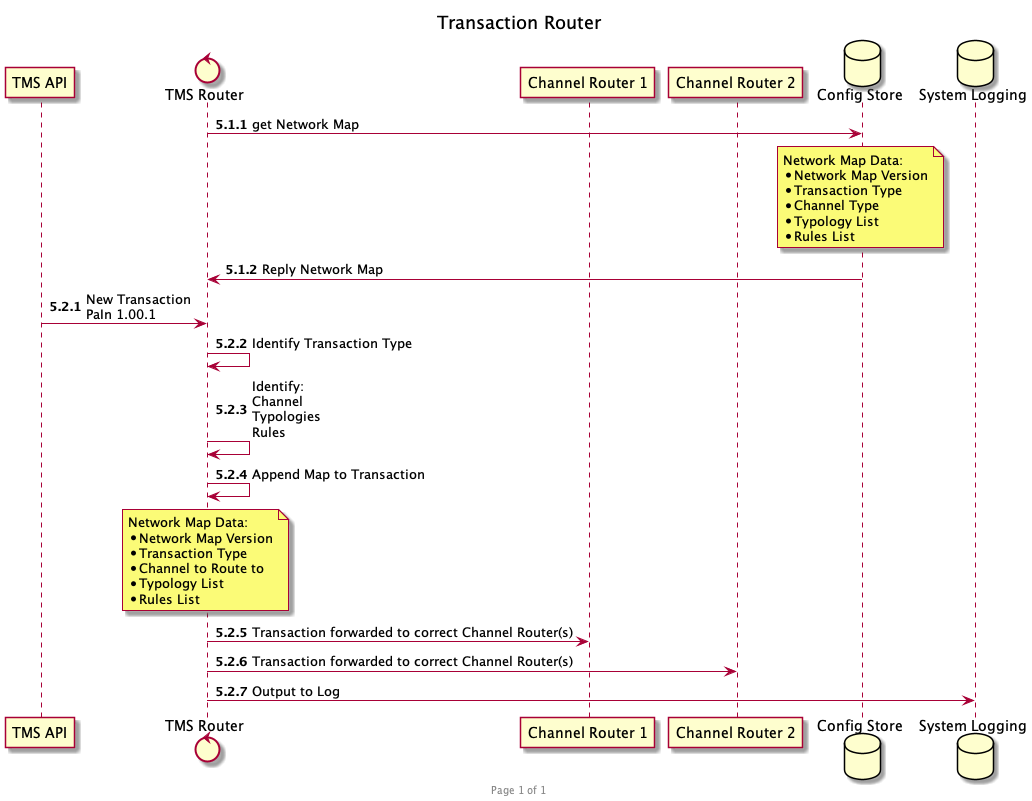 Transaction Router
TMS API
TMS Router
Channel Router 1
Channel Router 2
Config Store
System Logging
5.1.1 get Network Map
Network Map Data:
•Network Map Version
•Transaction Type
•Channel Type
•Typology List
•Rules List
5.1.2 Reply Network Map
5.2.1 New Transaction
PaIn 1.00.1
5.2.2 Identify Transaction Type
5.2.3 Identify:
Channel
Typologies
Rules
5.2.4 Append Map to Transaction
Network Map Data:
•Network Map Version
•Transaction Type
•Channel to Route to
•Typology List
•Rules List
5.2.5 Transaction forwarded to correct Channel Router(s)
5.2.6 Transaction forwarded to correct Channel Router(s)
5.2.7 Output to Log
TMS API
TMS Router
Channel Router 1
Channel Router 2
Config Store
System Logging
Page 1 of 1